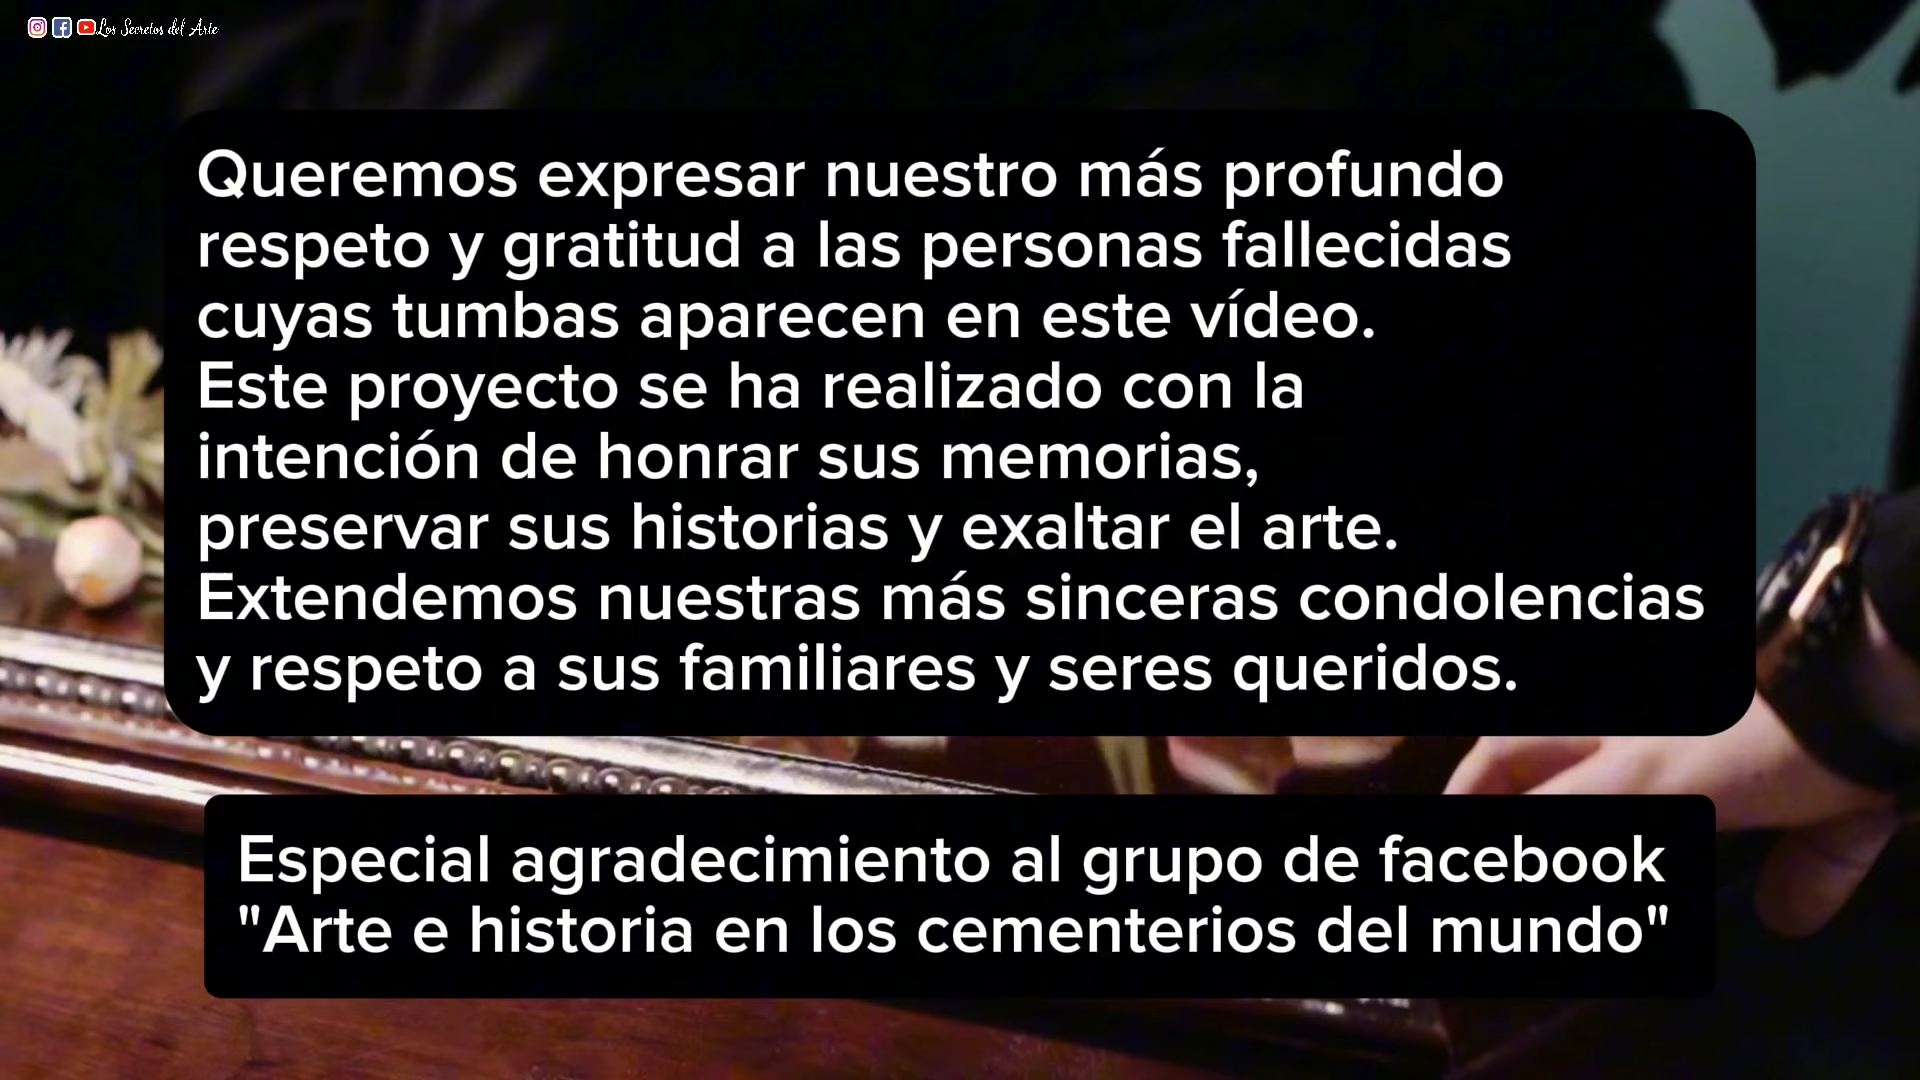 Los Secretos del Arte
Queremos expresar nuestro más profundo
respeto y gratitud a las personas fallecidas
cuyas tumbas aparecen en este vídeo.
Este proyecto se ha realizado con la
intención de honrar sus memorias,
preservar sus historias y exaltar el arte.
Extendemos nuestras más sinceras condolencias
y respeto a sus familiares y seres queridos.
Especial agradecimiento al grupo de facebook
"Arte e historia en los cementerios del mundo"